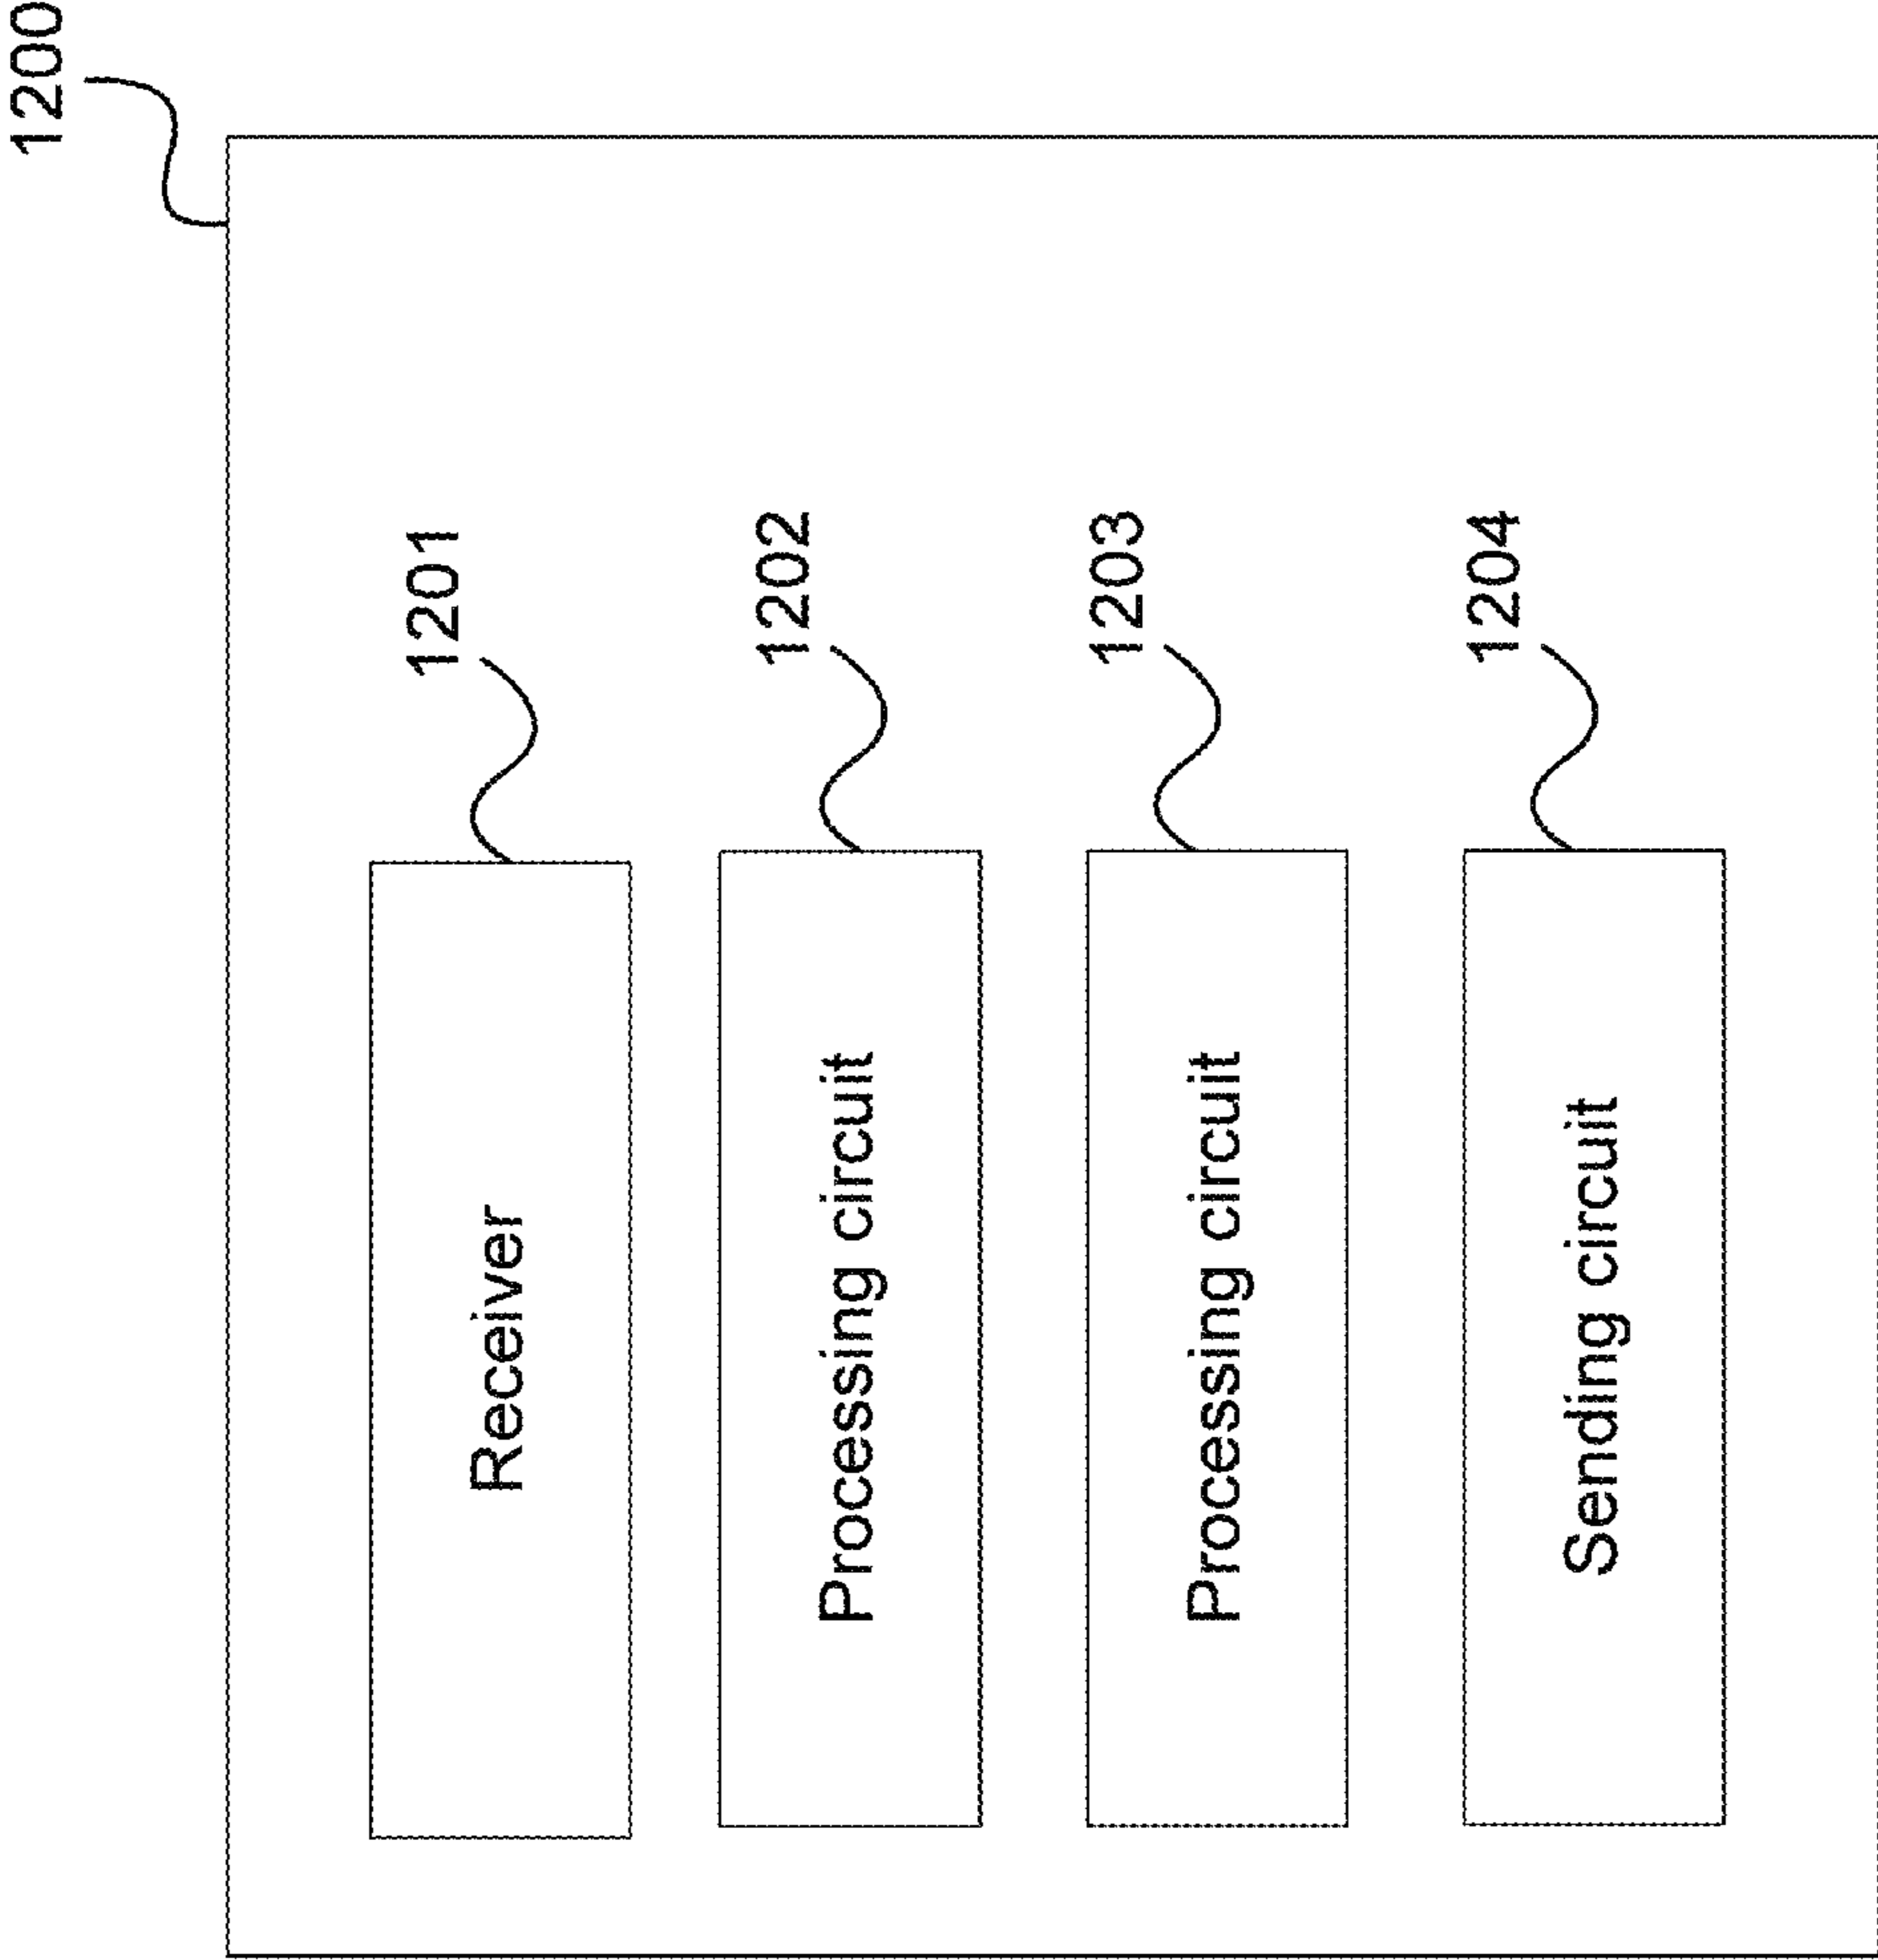 1200
1201
Receiver
1202
Processing circuit
1203
Processing circuit
1204
Sending circuit